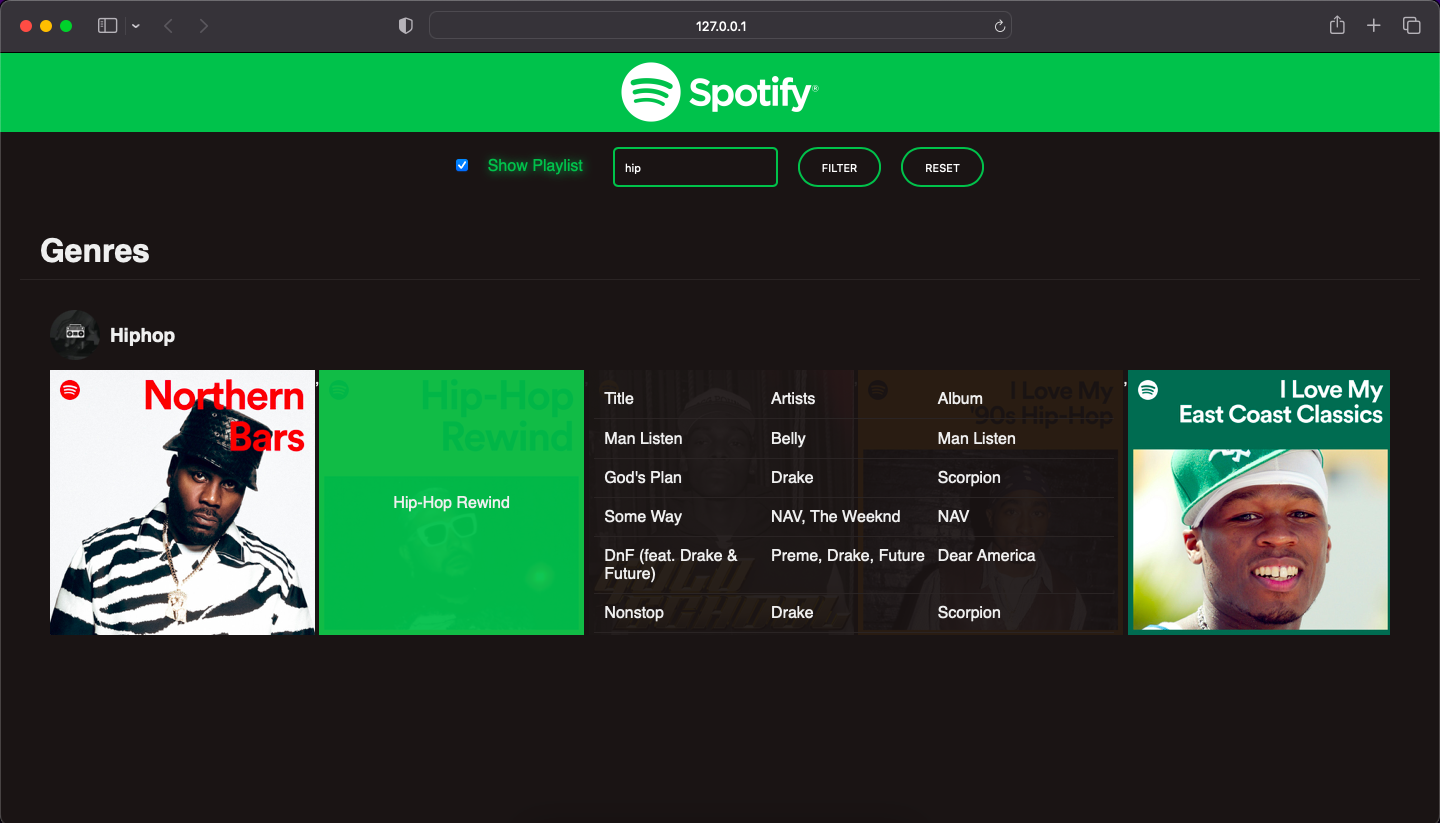 127.0.0.1
Spotify®
Show Playlist
hip
FILTER
RESET
Genres
Hiphop
Northern
Bars
,
Hip-Hop
Rewind
Hip-Hop Rewind
I Love My
'90s Hip-Hop
Title Artists Album
Man Listen Belly Man Listen
God's Plan Drake Scorpion
Some Way NAV, The Weeknd NAV
DnF (feat. Drake & Preme, Drake, Future Dear America
Future)
Nonstop Drake Scorpion
,
I Love My
East Coast Classics